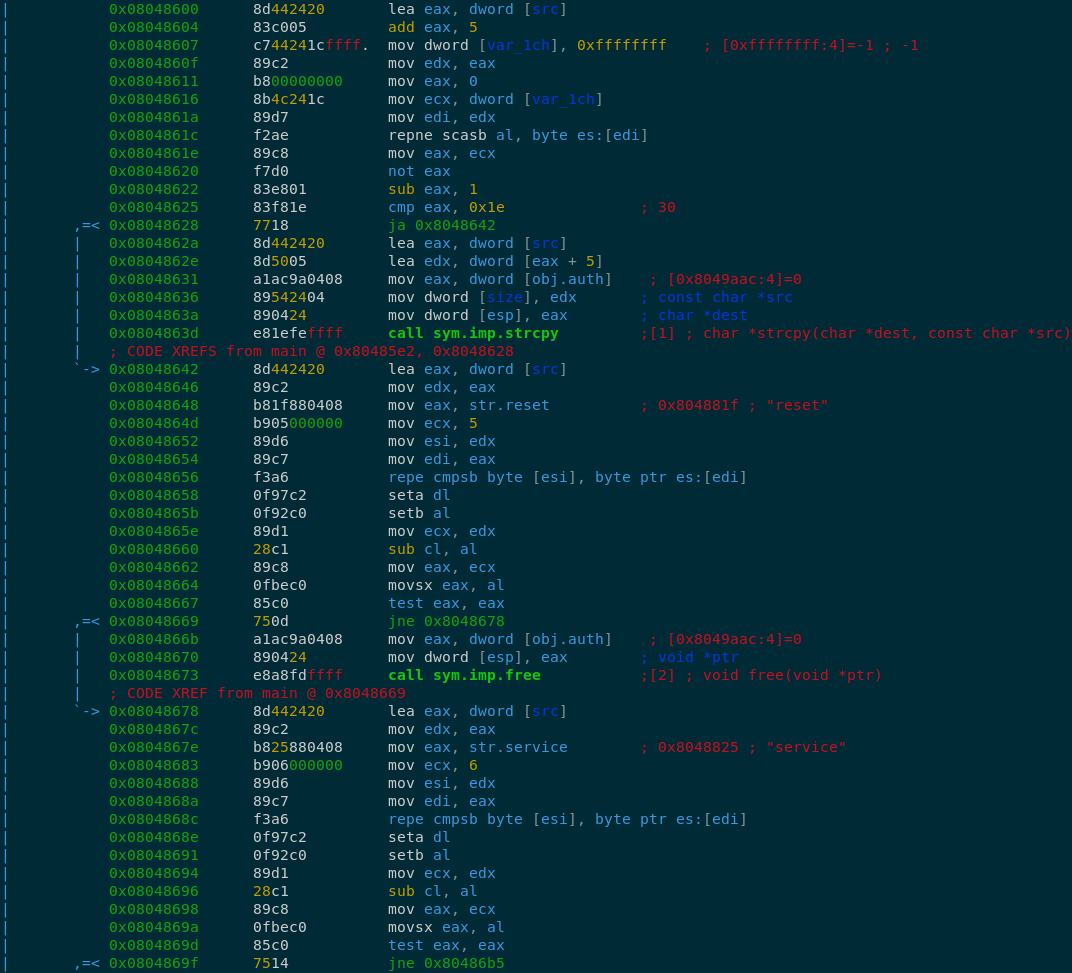 | 0x08048600 8d442420 lea eax, dword [src]
| 0x08048604 83c005 add eax, 5
| 0x08048607 c744241cffff. mov dword [var_1ch], 0xffffffff ; [0xffffffff:4]=-1 ; -1
| 0x0804860f 89c2 mov edx, eax
| 0x08048611 b800000000 mov eax, 0
| 0x08048616 8b4c241c mov ecx, dword [var_1ch]
| 0x0804861a 89d7 mov edi, edx
| 0x0804861c f2ae repne scasb al, byte es:[edi]
| 0x0804861e 89c8 mov eax, ecx
| 0x08048620 f7d0 not eax
| 0x08048622 83e801 sub eax, 1
| 0x08048625 83f81e cmp eax, 0x1e ; 30
| ,=< 0x08048628 7718 ja 0x8048642
| | 0x0804862a 8d442420 lea eax, dword [src]
| | 0x0804862e 8d5005 lea edx, dword [eax + 5]
| | 0x08048631 a1ac9a0408 mov eax, dword [obj.auth] ; [0x8049aac:4]=0
| | 0x08048636 89542404 mov dword [size], edx ; const char *src
| | 0x0804863a 890424 mov dword [esp], eax ; char *dest
| | 0x0804863d e81efeffff call sym.imp.strcpy ;[1] ; char *strcpy(char *dest, const char *src)
| | ; CODE XREFS from main @ 0x80485e2, 0x8048628
| `-> 0x08048642 8d442420 lea eax, dword [src]
| 0x08048646 89c2 mov edx, eax
| 0x08048648 b81f880408 mov eax, str.reset ; 0x804881f ; "reset"
| 0x0804864d b905000000 mov ecx, 5
| 0x08048652 89d6 mov esi, edx
| 0x08048654 89c7 mov edi, eax
| 0x08048656 f3a6 repe cmpsb byte [esi], byte ptr es:[edi]
| 0x08048658 0f97c2 seta dl
| 0x0804865b 0f92c0 setb al
| 0x0804865e 89d1 mov ecx, edx
| 0x08048660 28c1 sub cl, al
| 0x08048662 89c8 mov eax, ecx
| 0x08048664 0fbec0 movsx eax, al
| 0x08048667 85c0 test eax, eax
| ,=< 0x08048669 750d jne 0x8048678
| | 0x0804866b a1ac9a0408 mov eax, dword [obj.auth] ; [0x8049aac:4]=0
| | 0x08048670 890424 mov dword [esp], eax ; void *ptr
| | 0x08048673 e8a8fdffff call sym.imp.free ;[2] ; void free(void *ptr)
| | ; CODE XREF from main @ 0x8048669
| `-> 0x08048678 8d442420 lea eax, dword [src]
| 0x0804867c 89c2 mov edx, eax
| 0x0804867e b825880408 mov eax, str.service ; 0x8048825 ; "service"
| 0x08048683 b906000000 mov ecx, 6
| 0x08048688 89d6 mov esi, edx
| 0x0804868a 89c7 mov edi, eax
| 0x0804868c f3a6 repe cmpsb byte [esi], byte ptr es:[edi]
| 0x0804868e 0f97c2 seta dl
| 0x08048691 0f92c0 setb al
| 0x08048694 89d1 mov ecx, edx
| 0x08048696 28c1 sub cl, al
| 0x08048698 89c8 mov eax, ecx
| 0x0804869a 0fbec0 movsx eax, al
| 0x0804869d 85c0 test eax, eax
| ,=< 0x0804869f 7514 jne 0x80486b5